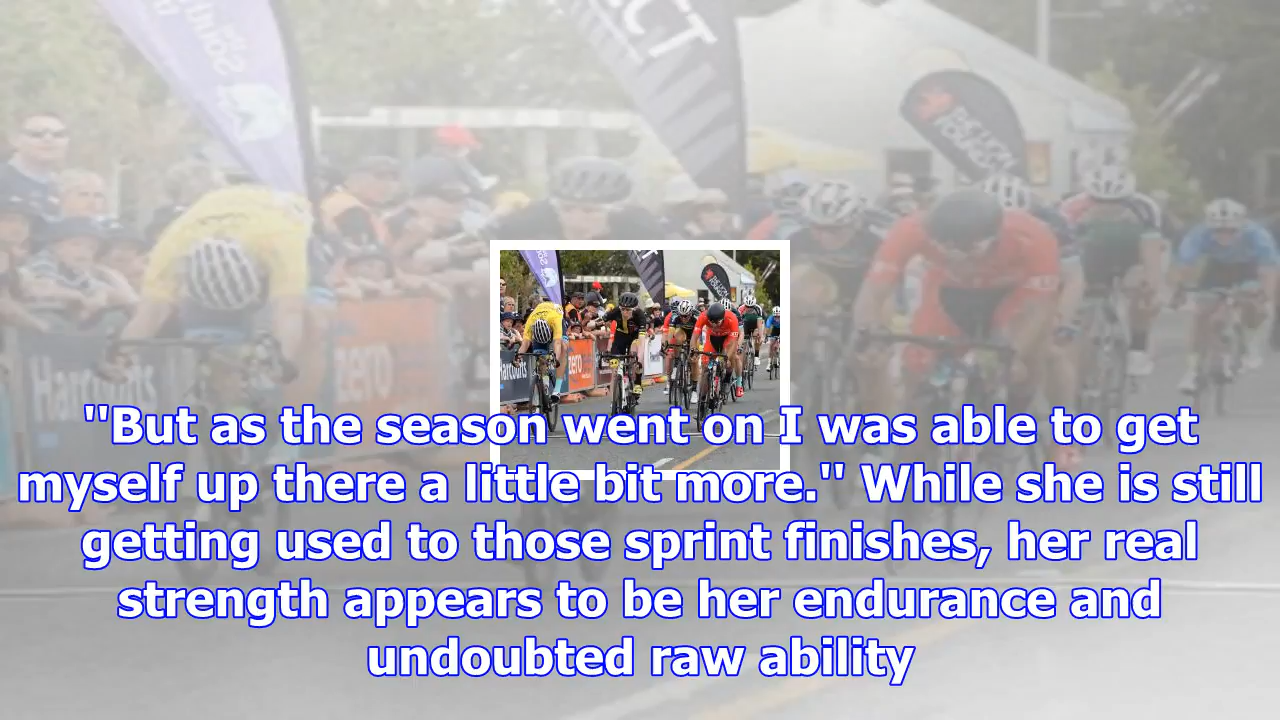 "But as the season went on I was able to get
myself up there a little bit more." While she is still
getting used to those sprint finishes, her real
strength appears to be her endurance and
undoubted raw ability
Harcourts
zero